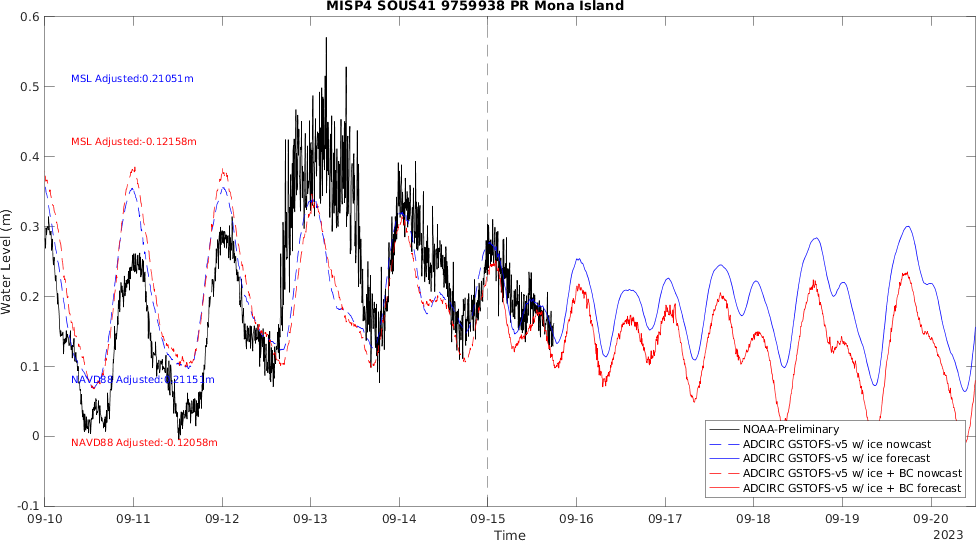 MISP4 SOUS41 9759938 PR Mona Island
0.6
0.5
0.4
0.3
0.2
0.1
0
-0.1
Water Level (m)
MSL Adjusted:0.21051m
MSL Adjusted:-0.12158m
NAVD88 Adjusted:0.21151m
NAVD88 Adjusted:-0.12058m
NOAA-Preliminary
ADCIRC GSTOFS-v5 w/ ice nowcast
ADCIRC GSTOFS-v5 w/ ice forecast
ADCIRC GSTOFS-v5 w/ ice + BC nowcast
ADCIRC GSTOFS-v5 w/ ice + BC forecast
09-10 09-11 09-12 09-13 09-14 09-15 09-16 09-17 09-18 09-19 09-20
Time
2023